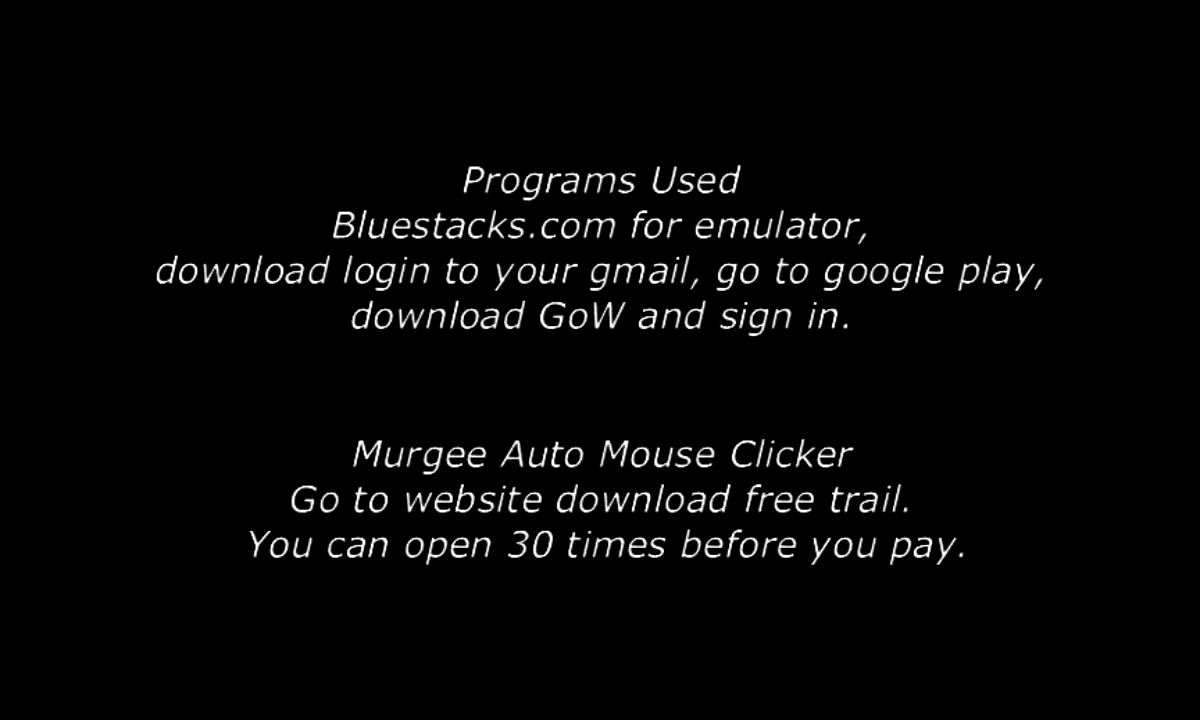 Programs Used
Bluestacks.com for emulator,
download login to your gmail, go to google play,
download GoW and sign in.
Murgee Auto Mouse Clicker
Go to website download free trail.
You can open 30 times before you pay.